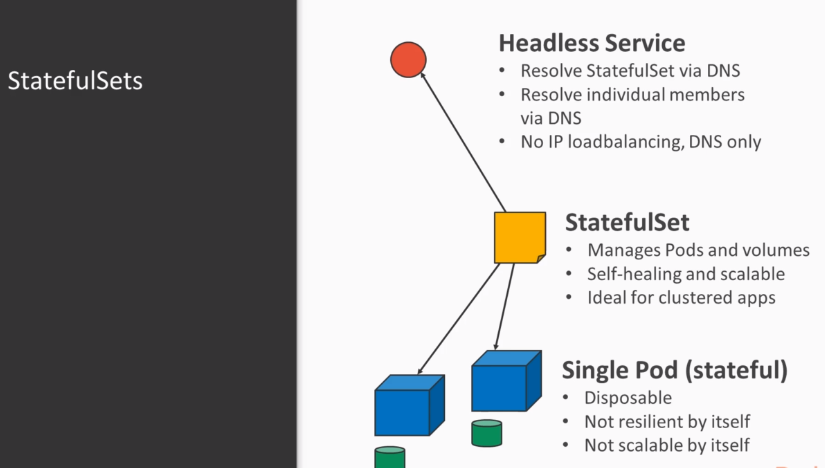 StatefulSets
Headless Service
• Resolve StatefulSet via DNS
• Resolve individual members
via DNS
• No IP loadbalancing, DNS only
StatefulSet
• Manages Pods and volumes
• Self-healing and scalable
• Ideal for clustered apps
Single Pod (stateful)
• Disposable
• Not resilient by itself
• Not scalable by itself